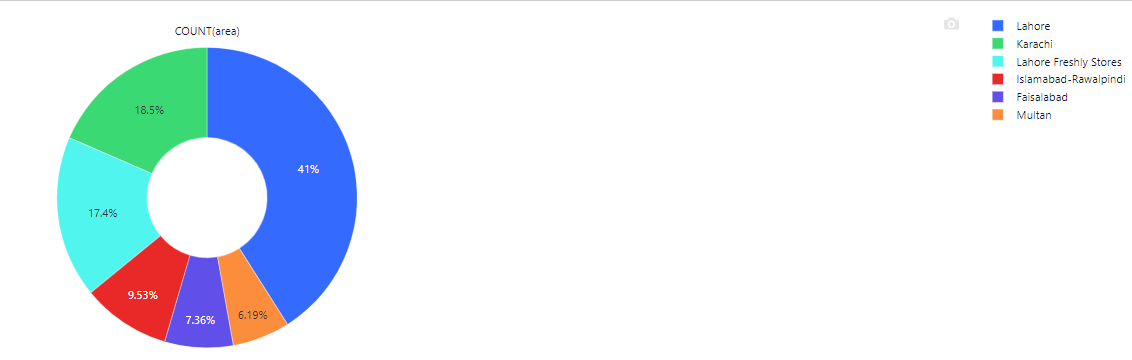 COUNT(area)
41%
18.5%
17.4%
9.53%
7.36%
6.19%
Lahore
Karachi
Lahore Freshly Stores
Islamabad-Rawalpindi
Faisalabad
Multan